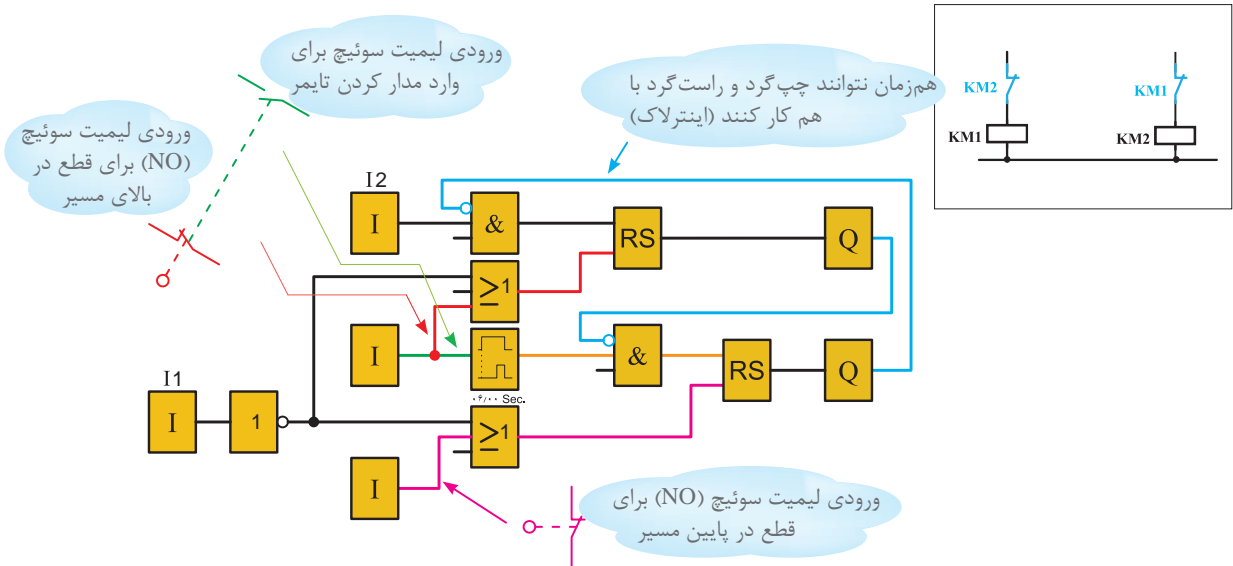 ورودی لیمیت سوئیچ برای
وارد مدار کردن تایمر
هم‌زمان نتوانند چپ‌گرد و راست‌گرد با
هم کار کنند (اینترلاک)
KM2
KM1
KM1
KM2
ورودی لیمیت سوئیچ
(NO) برای قطع در
بالای مسیر
I2
I
&
RS
Q
≥1
I
&
RS
Q
۰۶/۰۰ Sec.
I1
I
1
≥1
I
ورودی لیمیت سوئیچ (NO) برای
قطع در پایین مسیر